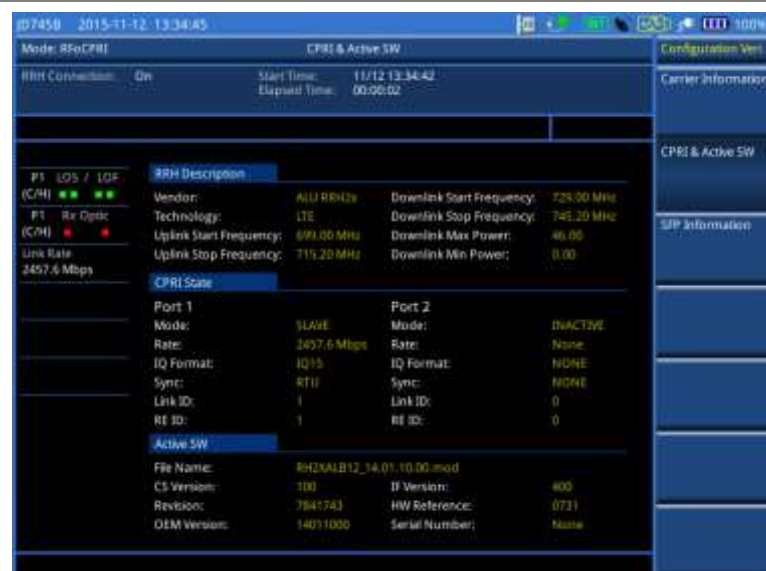 JD745B 2015-11-12 13:34:45
INT
100%
Mode: RFoCPRI
CPRI & Active SW
Configuration Veri
RRH Connection: On
Start Time: 11/12 13:34:42
Elapsed Time: 00:00:02
Carrier Information
CPRI & Active SW
SFP Information
P1 LOS / LOF
(C/H)
P1 Rx Optic
(C/H)
Link Rate
2457.6 Mbps
RRH Description
Vendor: ALU RRH2x
Downlink Start Frequency: 729.00 MHz
Technology: LTE
Downlink Stop Frequency: 745.20 MHz
Uplink Start Frequency: 699.00 MHz
Downlink Max Power: 46.00
Uplink Stop Frequency: 715.20 MHz
Downlink Min Power: 0.00
CPRI State
Port 1
Port 2
Mode: SLAVE
Mode: INACTIVE
Rate: 2457.6 Mbps
Rate: None
IQ Format: IQ15
IQ Format: NONE
Sync: RTU
Sync: NONE
Link ID: 1
Link ID: 0
RE ID: 1
RE ID: 0
Active SW
File Name: RH2XALB12_14.01.10.00.mod
CS Version: 100
IF Version: 400
Revision: 7841743
HW Reference: 0731
OEM Version: 14011000
Serial Number: None